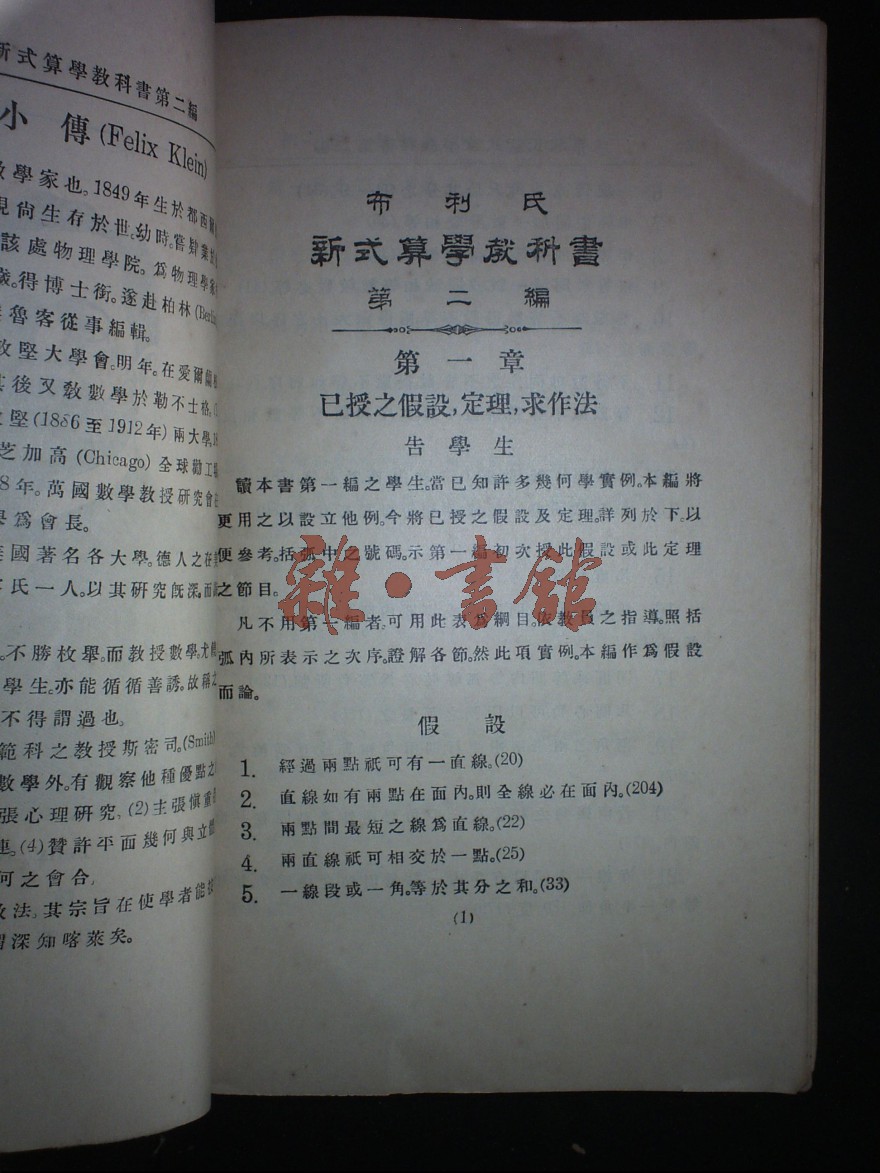 新式算學教科書第二編
小傳 (Felix Klein)
數學家也。1849年生於都西爾
現尙生存於世。幼時。嘗肄業於
該處物理學院。爲物理學家
歲。得博士銜。遂赴柏林(Berlin
魯客從事編輯。
攻堅大學會。明年。在愛爾蘭
其後又敎數學於勒不士格。
堅(1886至1912年)兩大學
芝加高(Chicago)全球勸工
8年。萬國數學敎授研究會
爲會長。
國著名各大學。德人之在
氏一人。以其研究旣深。而
。不勝枚舉。而敎授數學。尤
學生。亦能循循善誘。故稱之
不得謂過也。
範科之敎授斯密司。(Smith)
數學外。有觀察他種優點之
張心理硏究, (2)主張愼重
連。(4)贊許平面幾何與立體
何之會合,
敎法。其宗旨在使學者能
深知喀萊矣。
布利氏
新式算學教科書
第二編
第一章
已授之假設,定理,求作法
告學生
讀本書第一編之學生。當已知許多幾何學實例。本編將
更用之以設立他例。今將已授之假設及定理。詳列於下。以
便參考。括弧中之號碼。示第一編初次授此假設或此定理
之節目。
凡不用第一編者。可用此表爲綱目。依敎員之指導。照括
弧內所表示之次序。證解各節。然此項實例。本編作爲假設
而論。
假設
1. 經過兩點祇可有一直線。(20)
2. 直線如有兩點在面內。則全線必在面內。(204)
3. 兩點間最短之線爲直線。(22)
4. 兩直線祇可相交於一點。(25)
5. 一線段或一角。等於其分之和。(33)
(1)
雜·書館